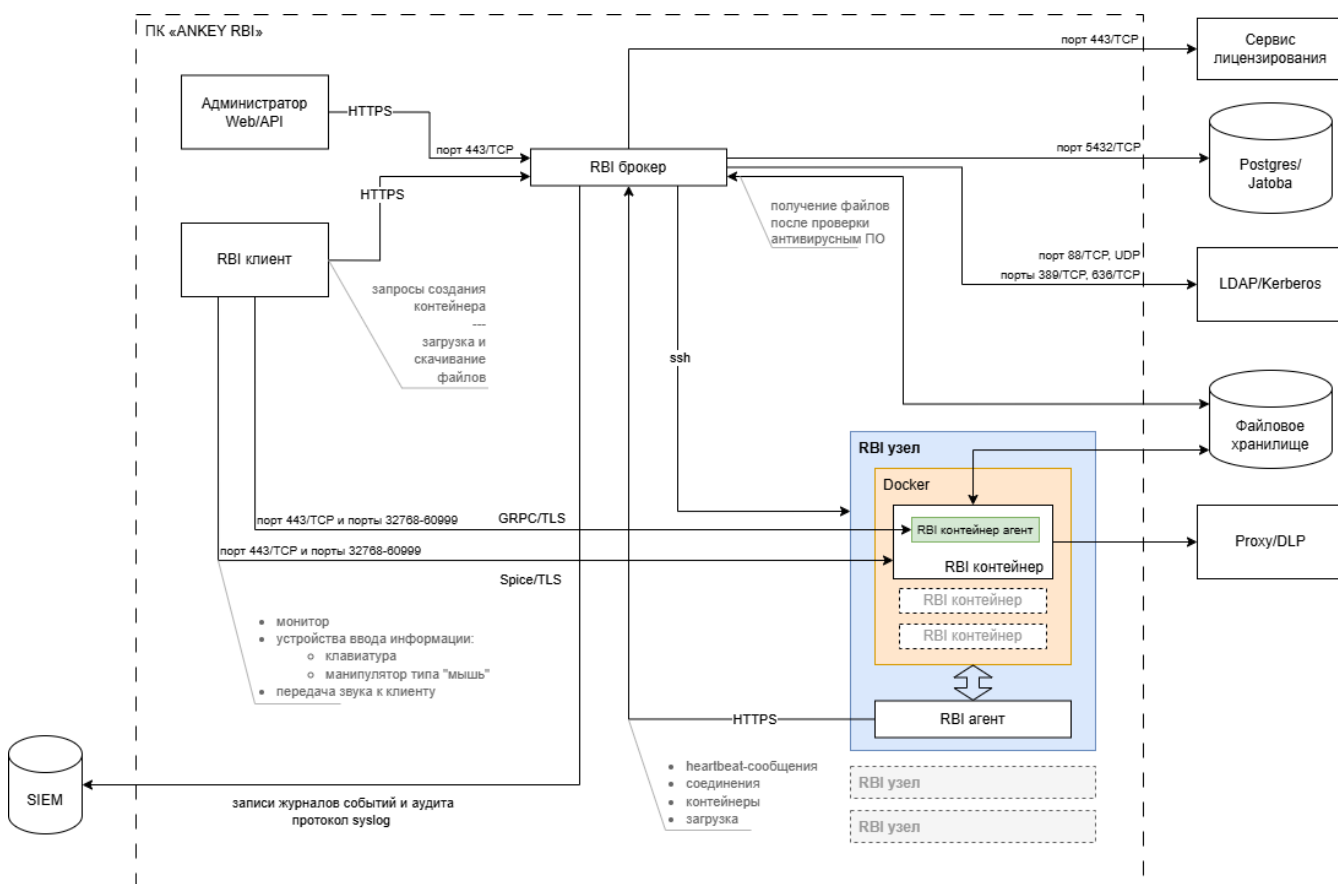 ПК «ANKEY RBI»
порт 443/TCP
Сервис
лицензирования
Администратор
Web/API
HTTPS
порт 443/TCP
RBI брокер
порт 5432/TCP
Postgres/
Jatoba
HTTPS
получение файлов
после проверки
антивирусным ПО
RBI клиент
порт 88/TCP, UDP
порты 389/TCP, 636/TCP
LDAP/Kerberos
запросы создания
контейнера
---
загрузка и
скачивание
файлов
ssh
Файловое
хранилище
RBI узел
Docker
порт 443/TCP и порты 32768-60999
GRPC/TLS
RBI контейнер агент
RBI контейнер
Proxy/DLP
порт 443/TCP и порты 32768-60999
Spice/TLS
RBI контейнер
RBI контейнер
• монитор
• устройства ввода информации:
○ клавиатура
○ манипулятор типа "мышь"
• передача звука к клиенту
HTTPS
RBI агент
• heartbeat-сообщения
• соединения
• контейнеры
• загрузка
RBI узел
RBI узел
SIEM
записи журналов событий и аудита
протокол syslog